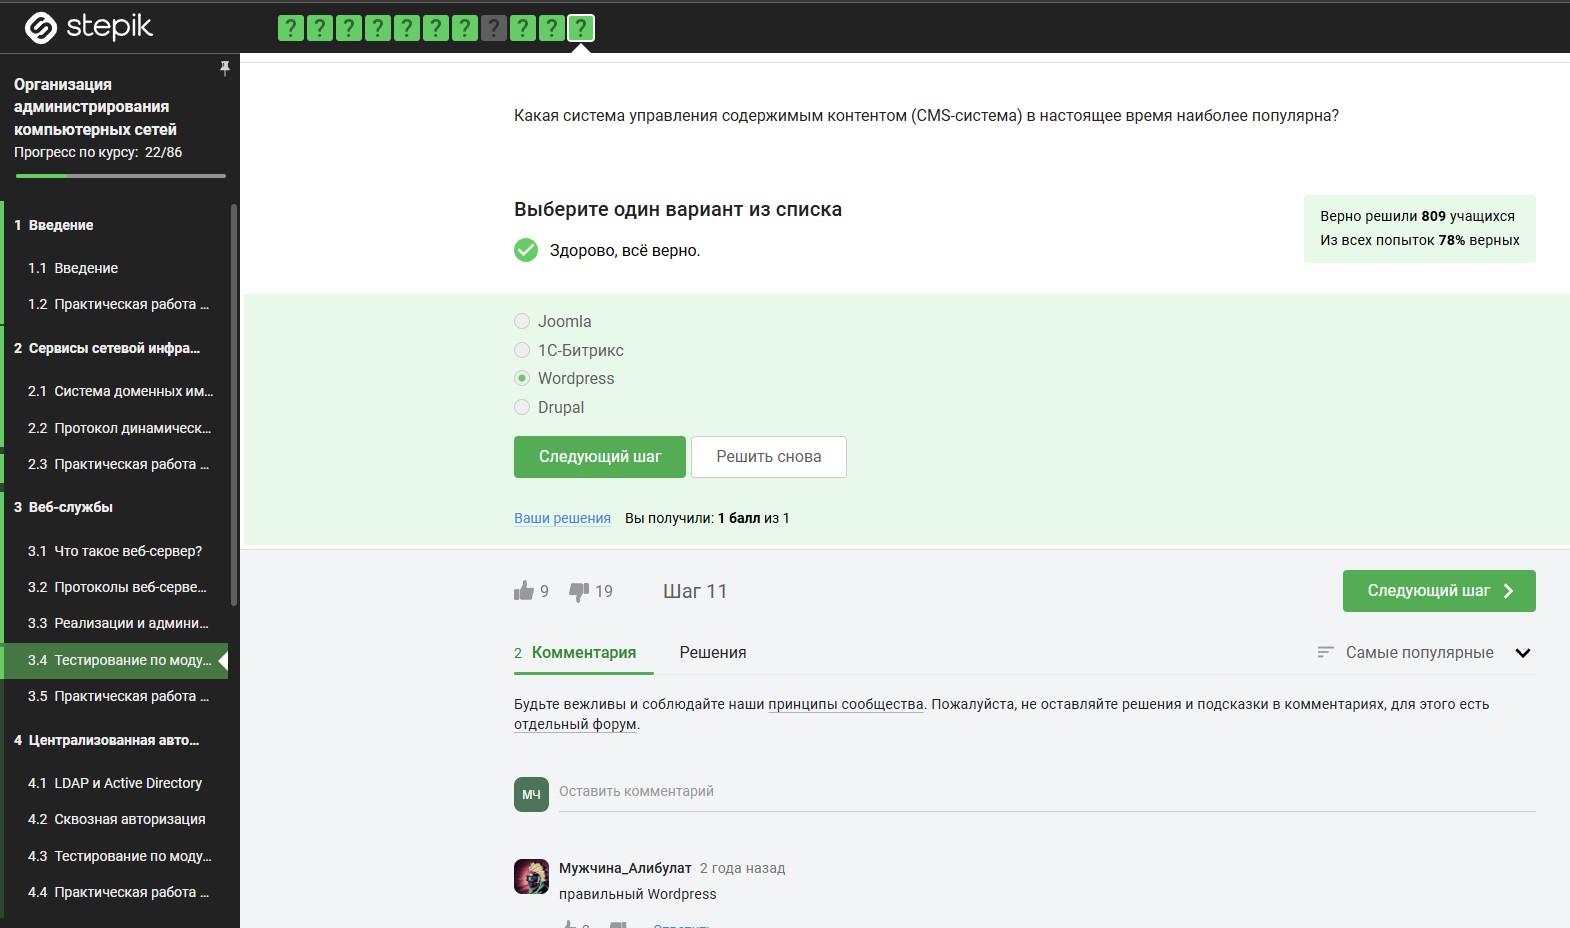 stepik
? ? ? ? ? ? ? ? ? ? ?
Организация
администрирования
компьютерных сетей
Прогресс по курсу: 22/86
1 Введение
1.1 Введение
1.2 Практическая работа ...
2 Сервисы сетевой инфра...
2.1 Система доменных им...
2.2 Протокол динамическ...
2.3 Практическая работа ...
3 Веб-службы
3.1 Что такое веб-сервер?
3.2 Протоколы веб-серве...
3.3 Реализации и админи...
3.4 Тестирование по моду...
3.5 Практическая работа ...
4 Централизованная авто...
4.1 LDAP и Active Directory
4.2 Сквозная авторизация
4.3 Тестирование по моду...
4.4 Практическая работа ...
Какая система управления содержимым контентом (CMS-система) в настоящее время наиболее популярна?
Выберите один вариант из списка
Здорово, всё верно.
Верно решили 809 учащихся
Из всех попыток 78% верных
Joomla
1С-Битрикс
Wordpress
Drupal
Следующий шаг Решить снова
Ваши решения Вы получили: 1 балл из 1
9 19 Шаг 11 Следующий шаг
2 Комментария Решения Самые популярные
Будьте вежливы и соблюдайте наши принципы сообщества. Пожалуйста, не оставляйте решения и подсказки в комментариях, для этого есть
отдельный форум.
МЧ Оставить комментарий
Мужчина_Алибулат 2 года назад
правильный Wordpress